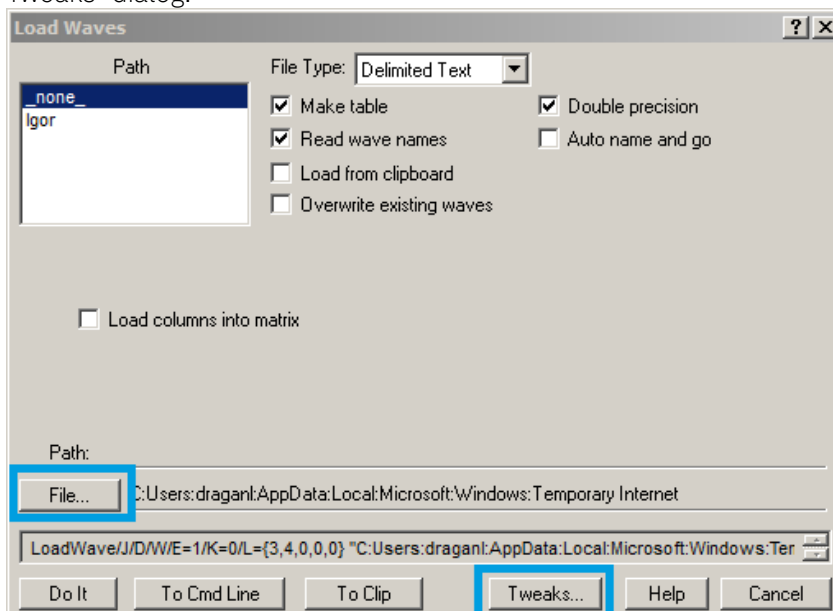 Tweaks" dialog.
Load Waves ? X
Path File Type: Delimited Text
_none_ Make table Double precision
Igor Read wave names Auto name and go
Load from clipboard
Overwrite existing waves
Load columns into matrix
Path:
File... C:Users:draganl:AppData:Local:Microsoft:Windows:Temporary Internet
LoadWave/J/D/W/E=1/K=0/L={3,4,0,0,0} "C:Users:draganl:AppData:Local:Microsoft:Windows:Ter
Do It To Cmd Line To Clip Tweaks... Help Cancel